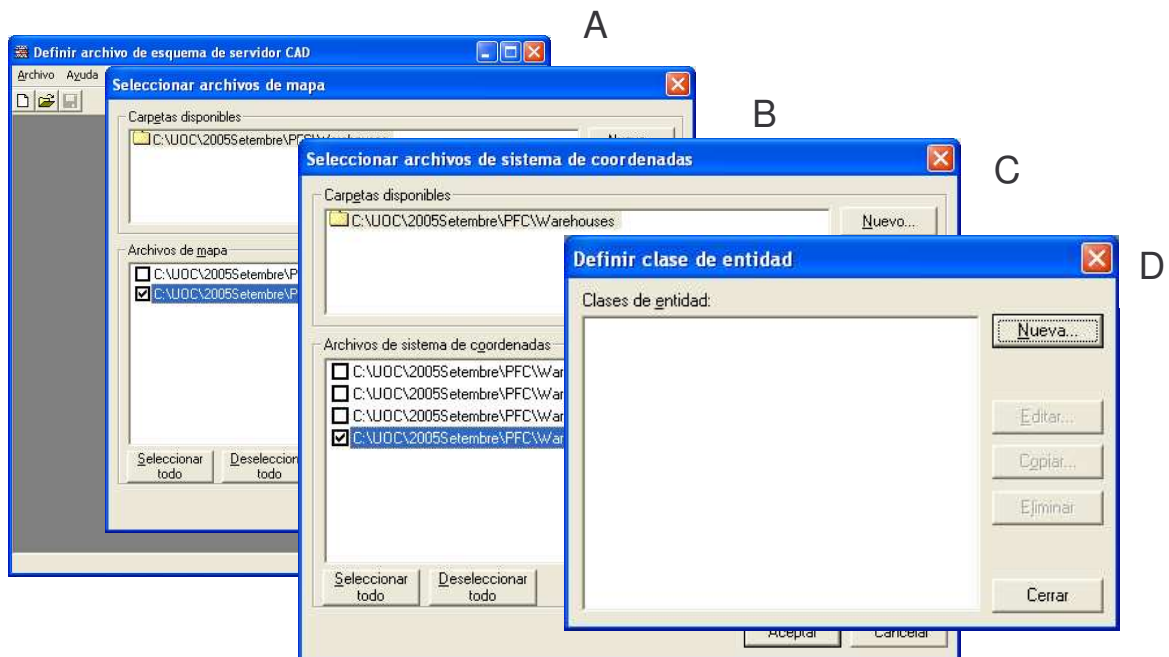 A
Definir archivo de esquema de servidor CAD
Archivo Ayuda
Seleccionar archivos de mapa
B
Carpetas disponibles
C:\UOC\2005Setembre\PFC\Warehouses
Seleccionar archivos de sistema de coordenadas
C
Carpetas disponibles
C:\UOC\2005Setembre\PFC\Warehouses
Nuevo...
Archivos de mapa
C:\UOC\2005Setembre\P
C:\UOC\2005Setembre\P
Seleccionar todo
Deseleccion
todo
Definir clase de entidad
D
Clases de entidad:
Nueva...
Editar...
Copiar...
Eliminar
Cerrar
Archivos de sistema de coordenadas
C:\UOC\2005Setembre\PFC\War
C:\UOC\2005Setembre\PFC\War
C:\UOC\2005Setembre\PFC\War
C:\UOC\2005Setembre\PFC\War
Seleccionar todo
Deseleccionar todo
Aceptar
Cancelar